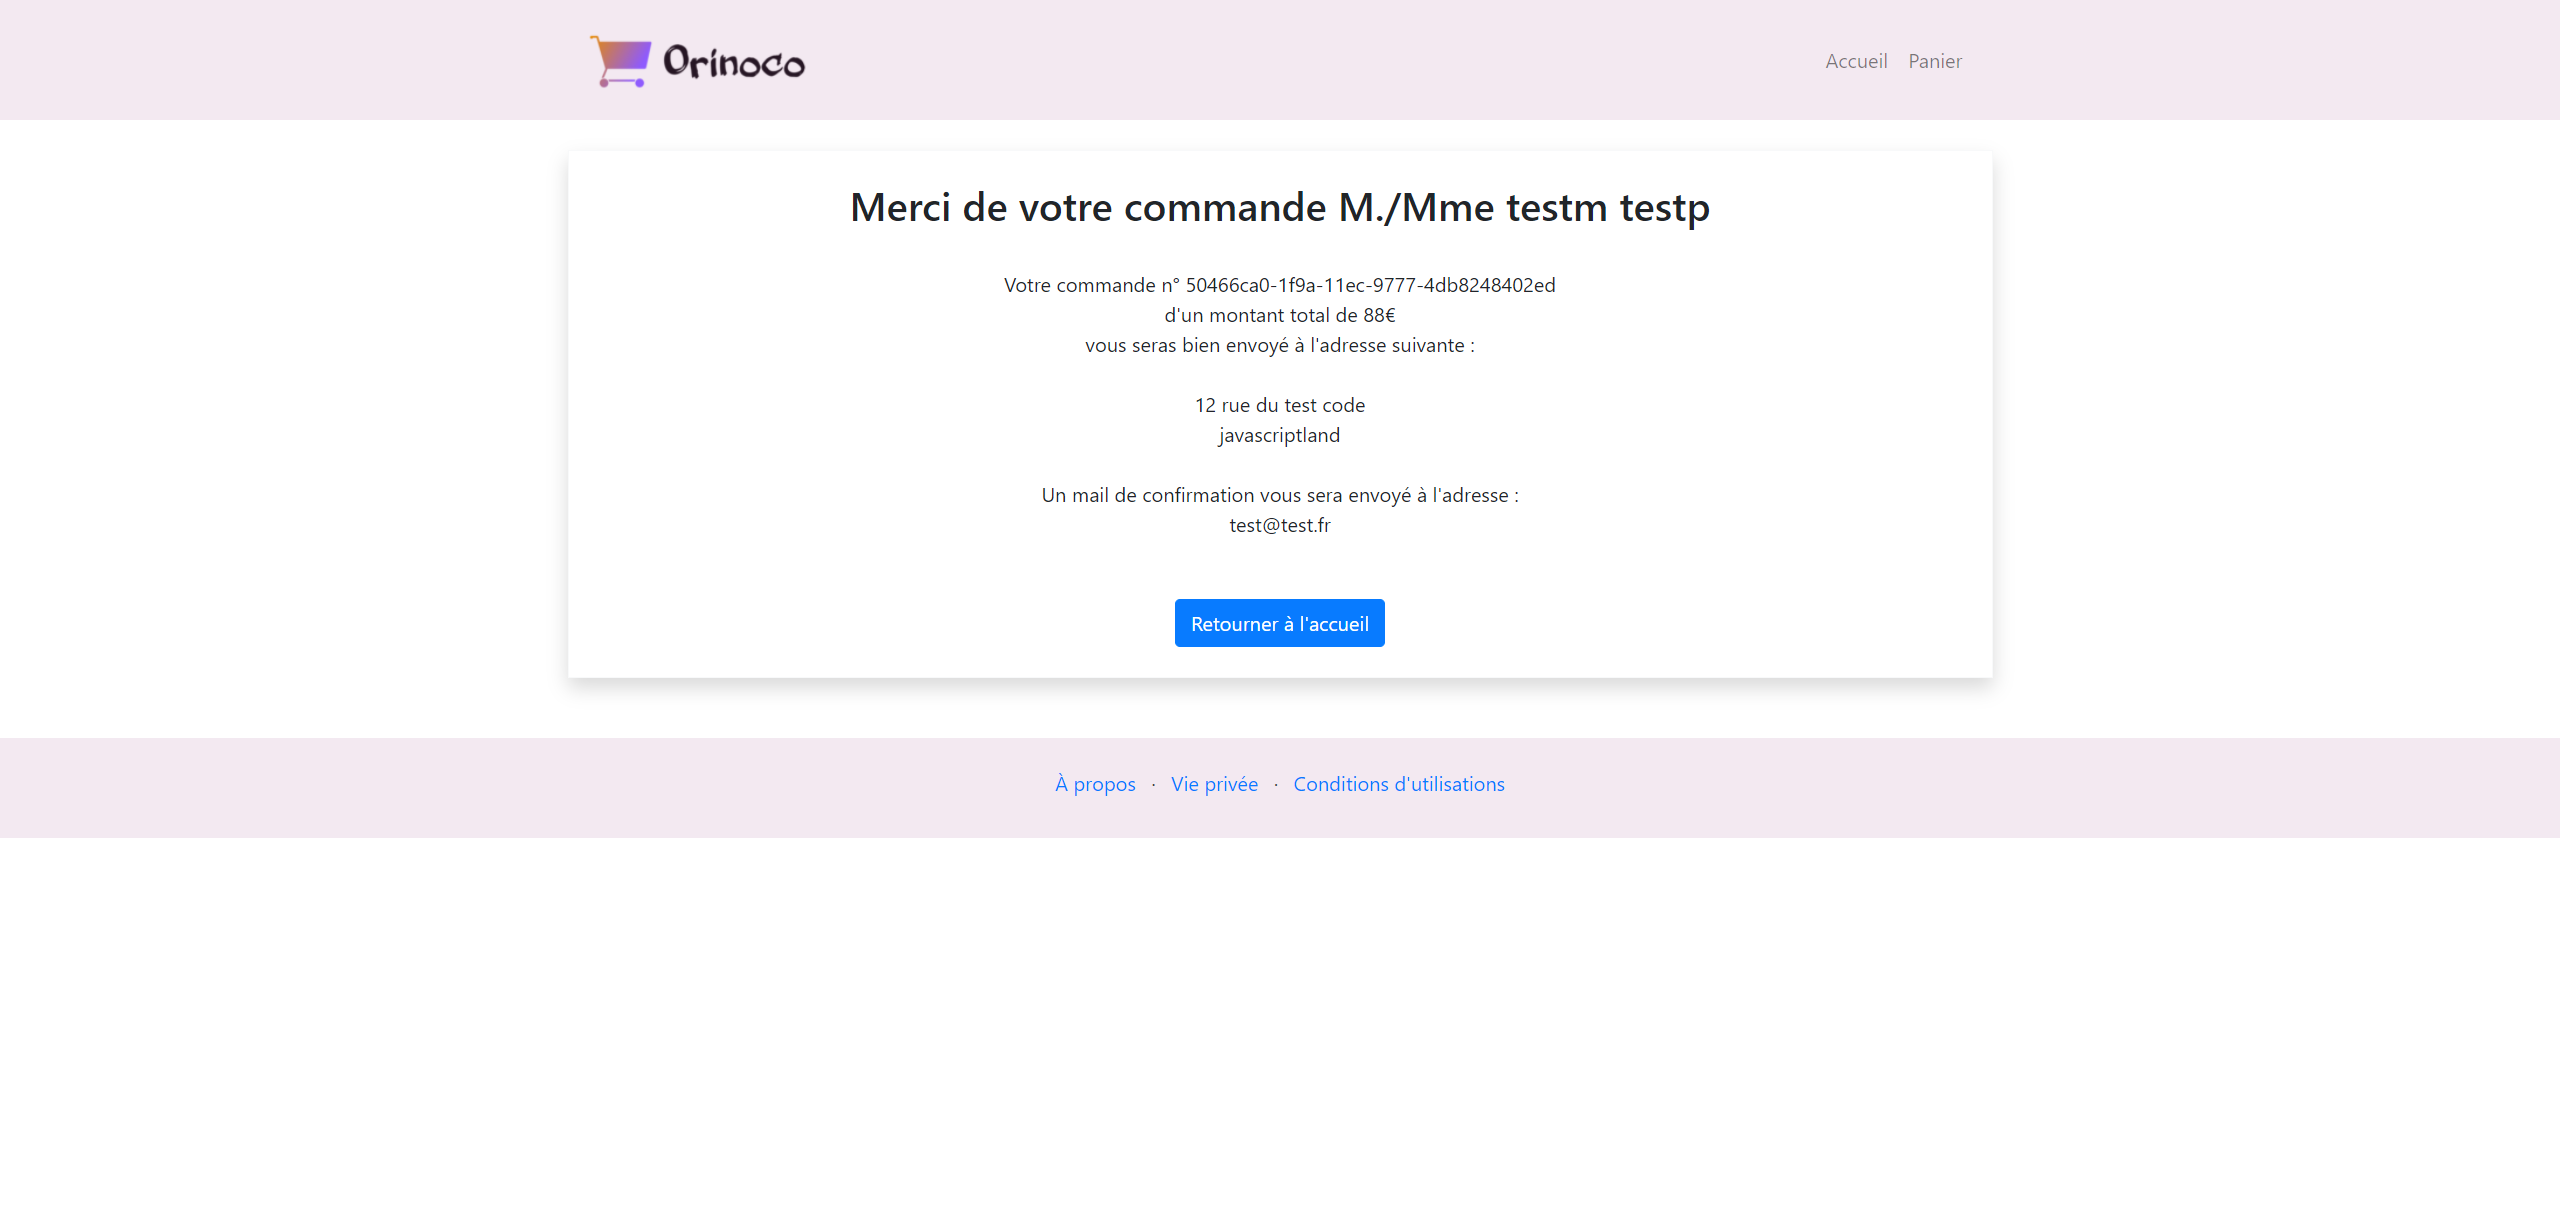 Orinoco
Accueil Panier
Merci de votre commande M./Mme testm testp
Votre commande n° 50466ca0-1f9a-11ec-9777-4db8248402ed
d'un montant total de 88€
vous seras bien envoyé à l'adresse suivante :
12 rue du test code
javascriptland
Un mail de confirmation vous sera envoyé à l'adresse :
test@test.fr
Retourner à l'accueil
À propos · Vie privée · Conditions d'utilisations